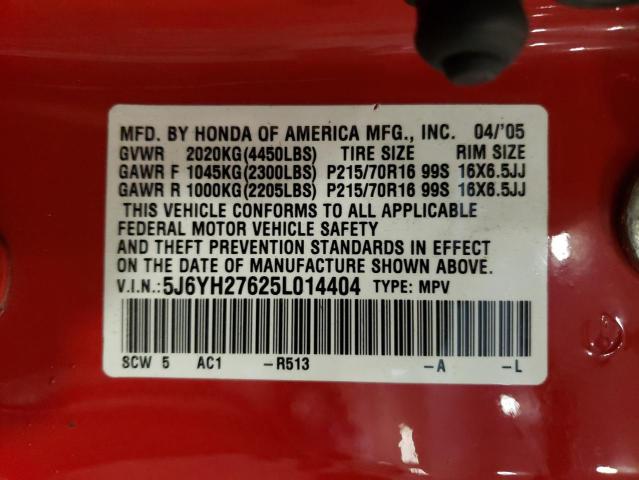 MFD. BY HONDA OF AMERICA MFG., INC. 04/'05
GVWR 2020KG(4450LBS) TIRE SIZE RIM SIZE
GAWR F 1045KG(2300LBS) P215/70R16 99S 16X6.5JJ
GAWR R 1000KG(2205LBS) P215/70R16 99S 16X6.5JJ
THIS VEHICLE CONFORMS TO ALL APPLICABLE
FEDERAL MOTOR VEHICLE SAFETY
AND THEFT PREVENTION STANDARDS IN EFFECT
ON THE DATE OF MANUFACTURE SHOWN ABOVE.
V.I.N.:5J6YH27625L014404 TYPE: MPV
SCW 5 AC1 –R513 –A –L